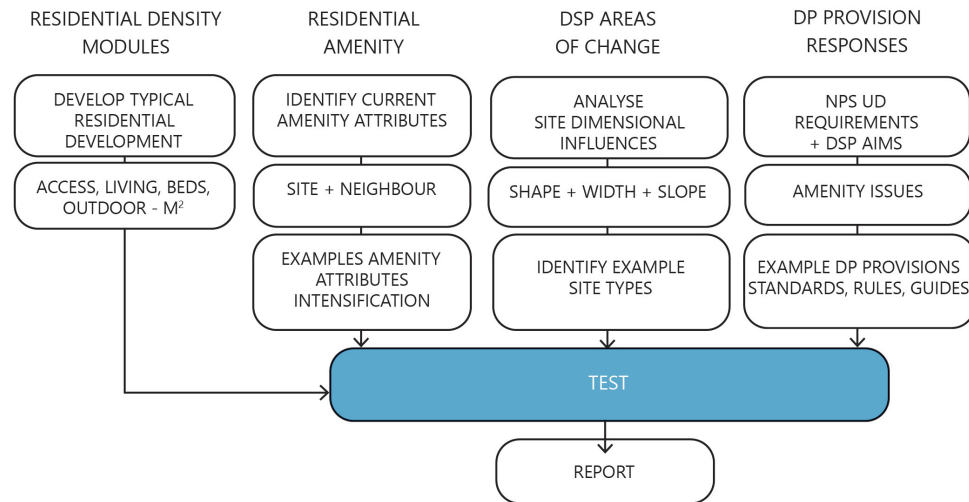 RESIDENTIAL DENSITY
MODULES
RESIDENTIAL
AMENITY
DSP AREAS
OF CHANGE
DP PROVISION
RESPONSES
DEVELOP TYPICAL
RESIDENTIAL
DEVELOPMENT
ACCESS, LIVING, BEDS,
OUTDOOR - M²
IDENTIFY CURRENT
AMENITY ATTRIBUTES
SITE + NEIGHBOUR
EXAMPLES AMENITY
ATTRIBUTES
INTENSIFICATION
ANALYSE
SITE DIMENSIONAL
INFLUENCES
SHAPE + WIDTH + SLOPE
IDENTIFY EXAMPLE
SITE TYPES
NPS UD
REQUIREMENTS
+ DSP AIMS
AMENITY ISSUES
EXAMPLE DP PROVISIONS
STANDARDS, RULES, GUIDES
TEST
REPORT